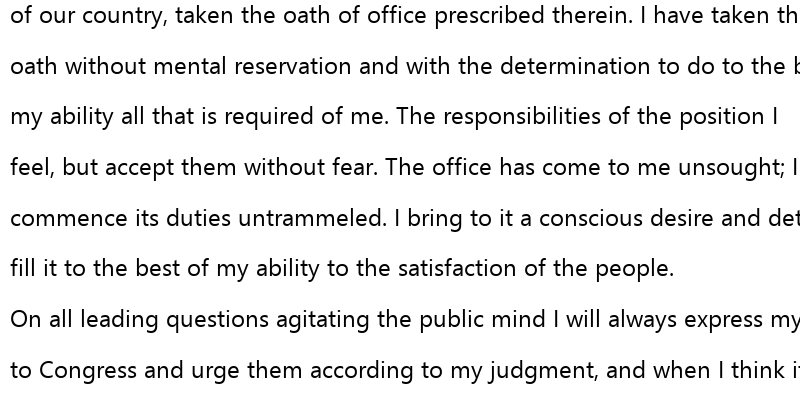 of our country, taken the oath of office prescribed therein. I have taken th
oath without mental reservation and with the determination to do to the b
my ability all that is required of me. The responsibilities of the position I
feel, but accept them without fear. The office has come to me unsought; I
commence its duties untrammeled. I bring to it a conscious desire and det
fill it to the best of my ability to the satisfaction of the people.
On all leading questions agitating the public mind I will always express my
to Congress and urge them according to my judgment, and when I think it